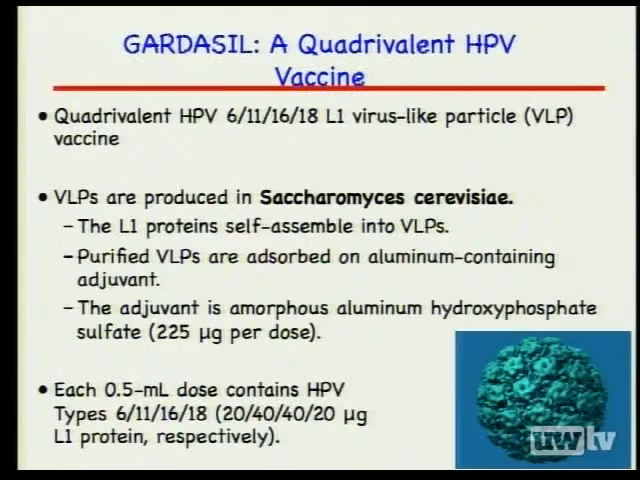 GARDASIL: A Quadrivalent HPV
Vaccine
• Quadrivalent HPV 6/11/16/18 L1 virus-like particle (VLP)
vaccine
• VLPs are produced in Saccharomyces cerevisiae.
– The L1 proteins self-assemble into VLPs.
– Purified VLPs are adsorbed on aluminum-containing
adjuvant.
– The adjuvant is amorphous aluminum hydroxyphosphate
sulfate (225 µg per dose).
• Each 0.5-mL dose contains HPV
Types 6/11/16/18 (20/40/40/20 µg
L1 protein, respectively).
uwtv